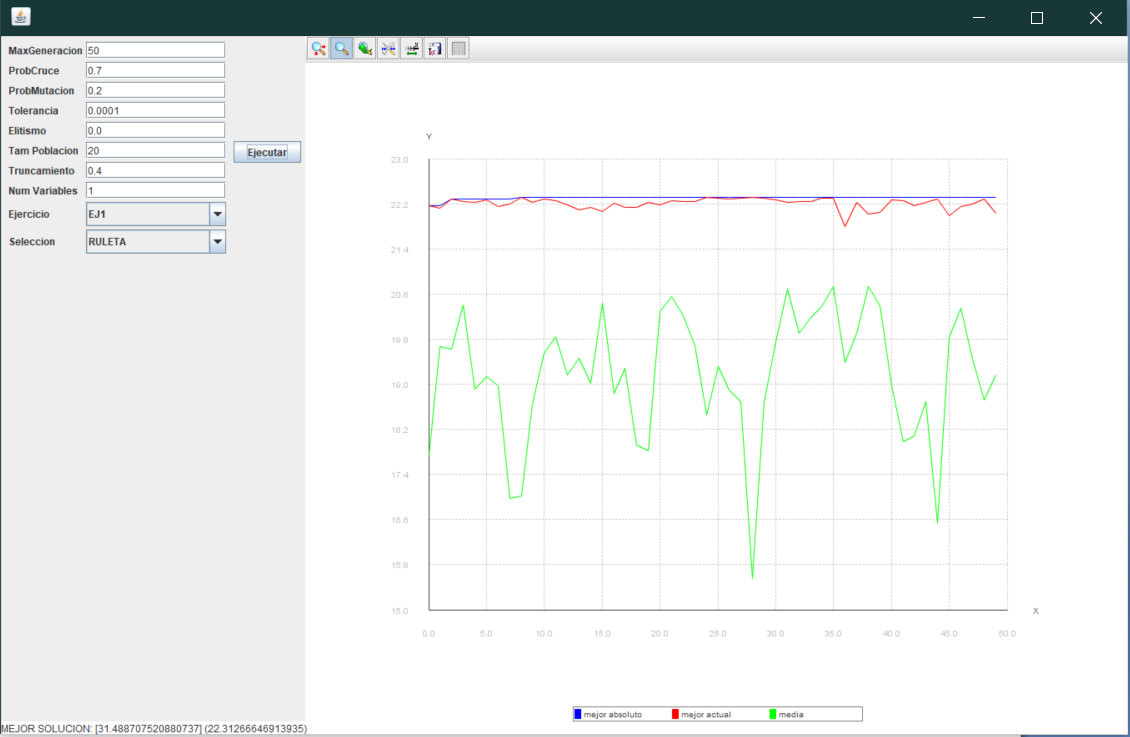 MaxGeneracion 50
ProbCruce 0.7
ProbMutacion 0.2
Tolerancia 0.0001
Elitismo 0.0
Tam Poblacion 20
Ejecutar
Truncamiento 0.4
Num Variables 1
Ejercicio EJ1
Seleccion RULETA
Y
23.0
22.2
21.4
20.6
19.8
19.0
18.2
17.4
16.6
15.8
15.0
X
0.0 5.0 10.0 15.0 20.0 25.0 30.0 35.0 40.0 45.0 50.0
mejor absoluto mejor actual media
MEJOR SOLUCION: [31.488707520880737] (22.31266646913935)